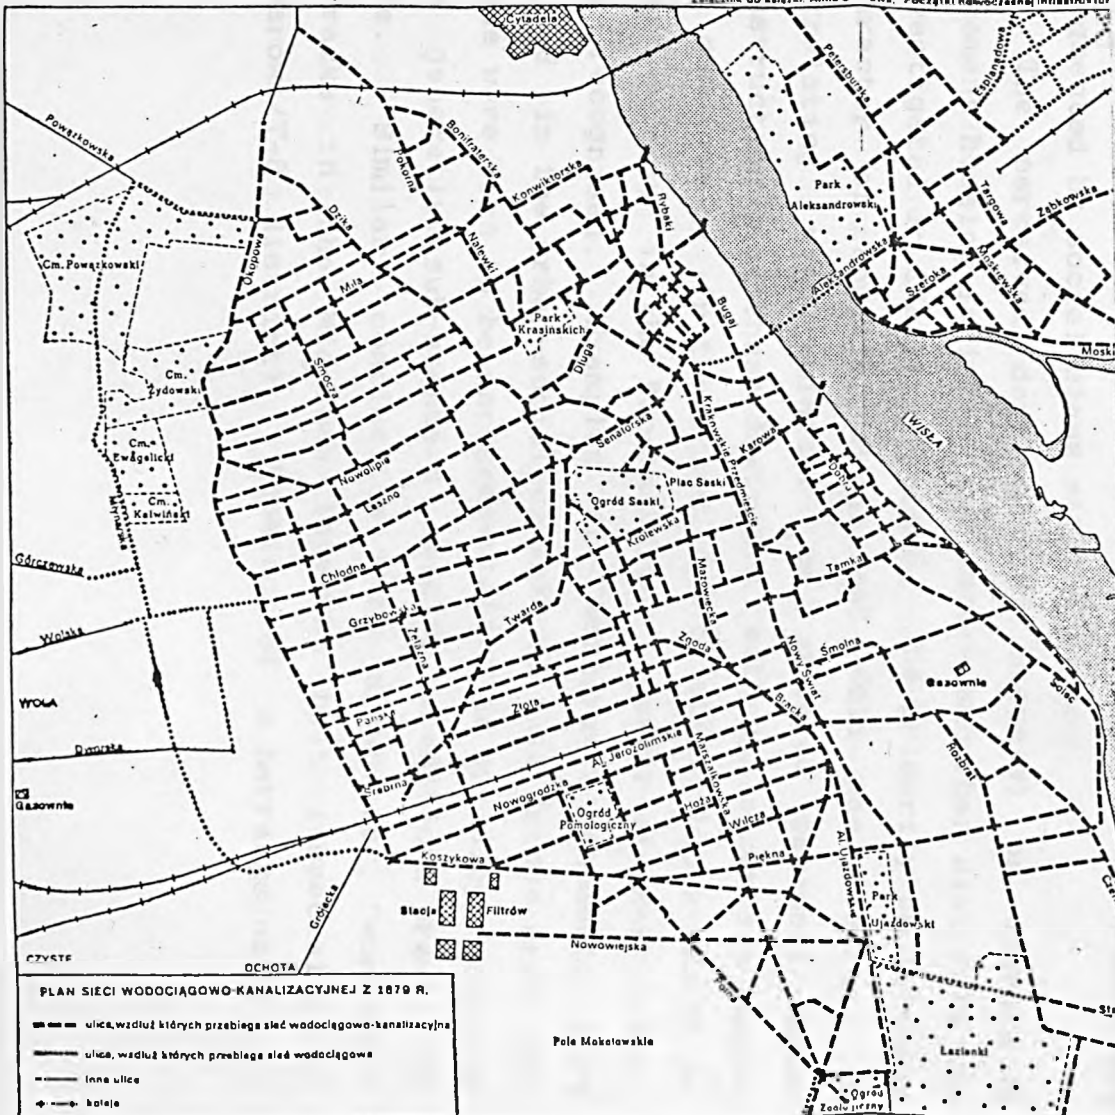 Cytadela
Petersburska
Esplanadowa
Powązkowska
Bonifraterska
Pokorna
Konwiktorska
Park
Aleksandrowski
Targowa
Ząbkowska
Dzika
Rybaki
Okopowa
Nalewki
Cm. Powązkowski
Miła
Aleksandrowska
Szeroka
Moskiewska
Park
Krasińskich
Bugaj
Mosk
Długa
Smocza
Cm.
Żydowski
Krakowskie Przedmieście
Senatorska
Karowa
WISŁA
Cm.
Ewagelicki
Nowolipie
Plac Saski
Dobra
Leszno
Ogród Saski
Cm.
Kalwiński
Młynarska
Królewska
Górczewska
Chłodna
Mazowiecka
Tamka
Grzybowska
Twarda
Wolska
Żelazna
Zgoda
Nowy Świat
Smolna
Gazownia
Solec
WOLA
Pańska
Złota
Bracka
Dworska
Al. Jerozolimskie
Marszałkowska
Rozbrat
Srebrna
Gazownia
Nowogrodzka
Ogród
Pomologiczny
Hoża
Wilcza
Al. Ujazdowskie
Koszykowa
Piękna
Grójecka
Park
Ujazdowski
Stacja Filtrów
Nowowiejska
CZYSTE
OCHOTA
Polna
Pole Mokotowskie
Łazienki
Ogród
Zoologiczny
PLAN SIECI WODOCIĄGOWO-KANALIZACYJNEJ Z 1879 R.
ulice, wzdłuż których przebiega sieć wodociągowo-kanalizacyjna
ulice, wzdłuż których przebiega sieć wodociągowa
inne ulice
koleje